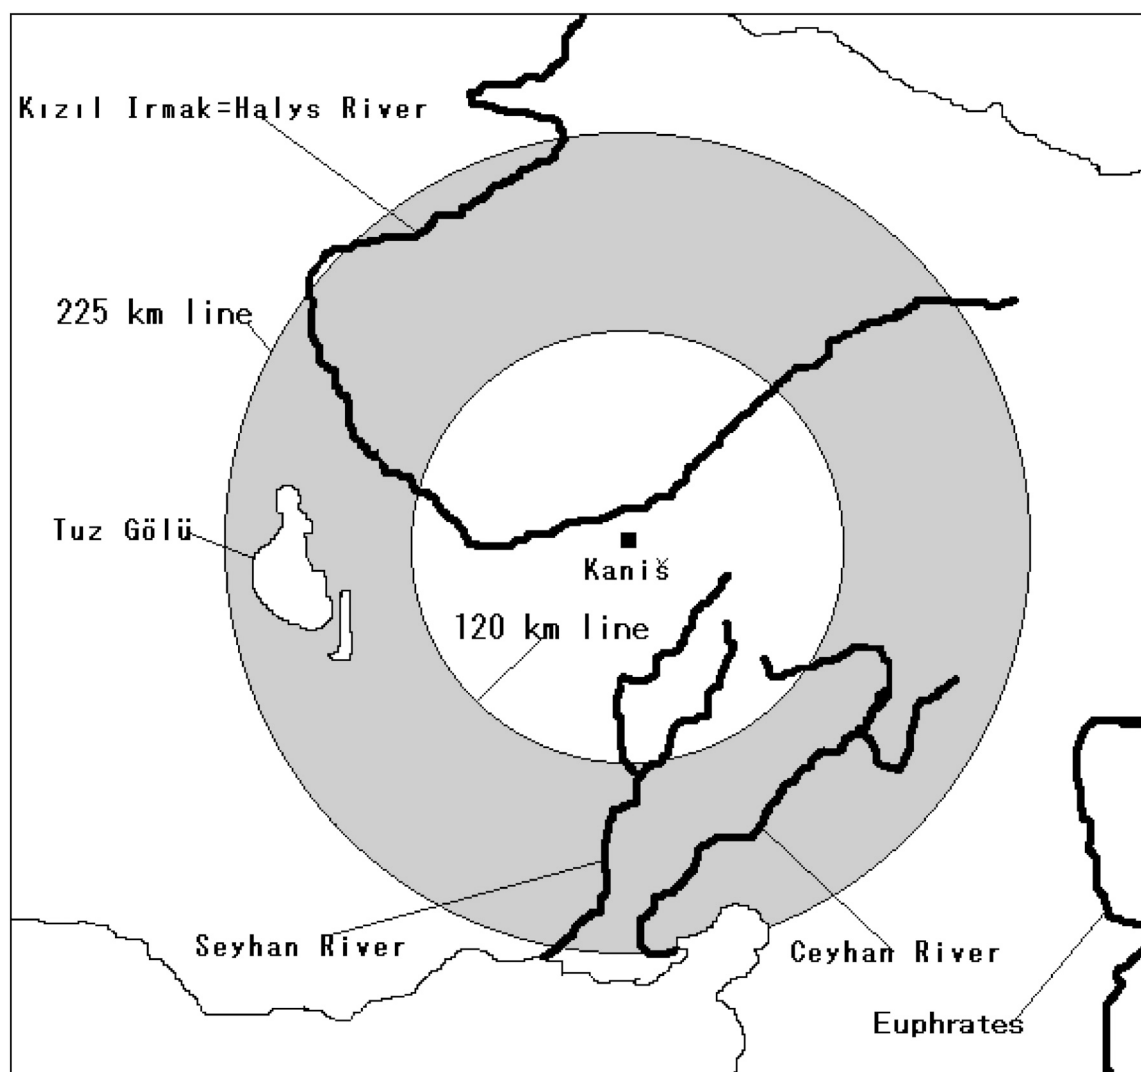 Kızıl Irmak=Halys River
225 km line
Tuz Gölü
Kaniš
120 km line
Seyhan River
Ceyhan River
Euphrates